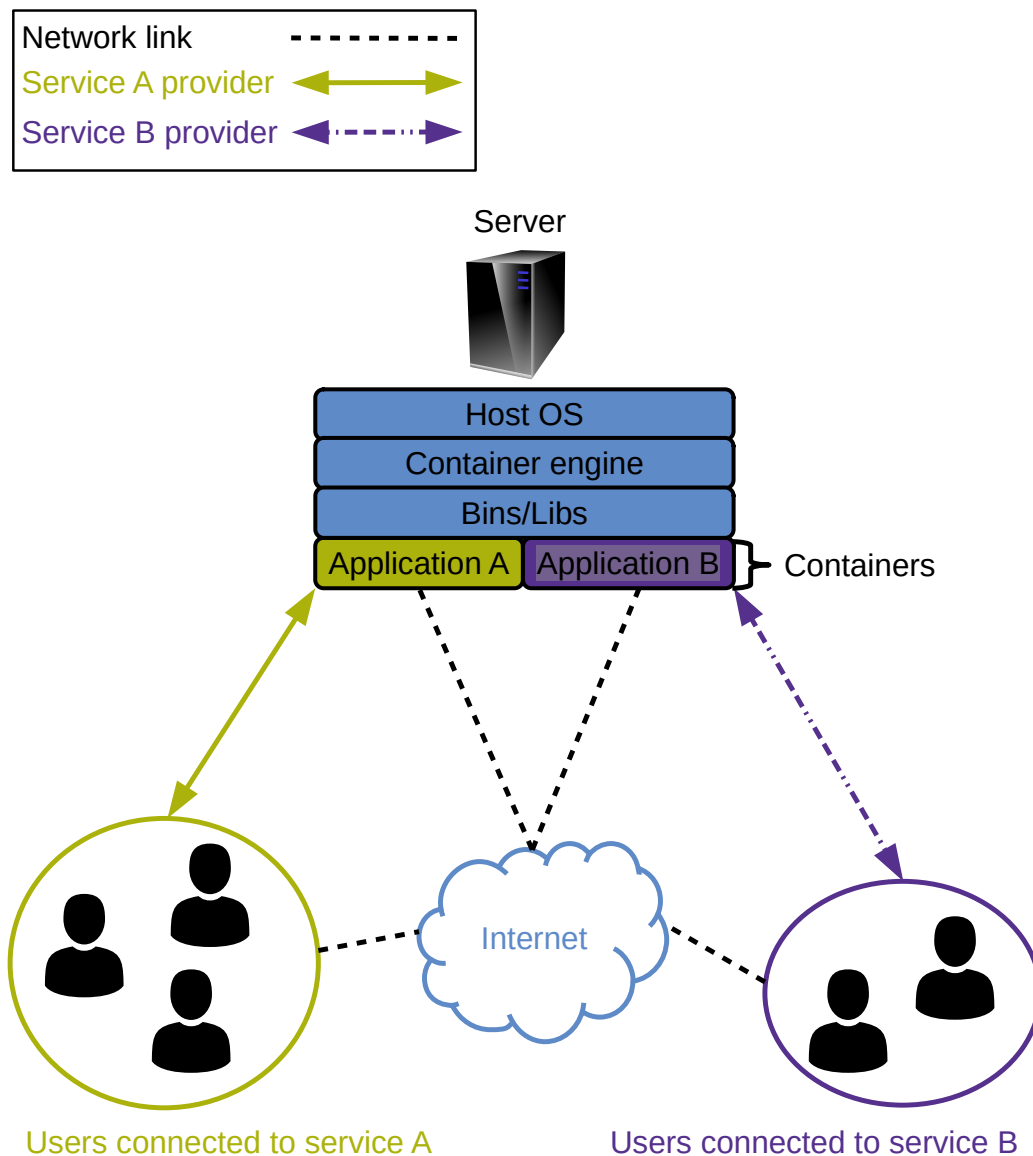 Network link
Service A provider
Service B provider
Server
Host OS
Container engine
Bins/Libs
Application A
Application B
Containers
Internet
Users connected to service A
Users connected to service B